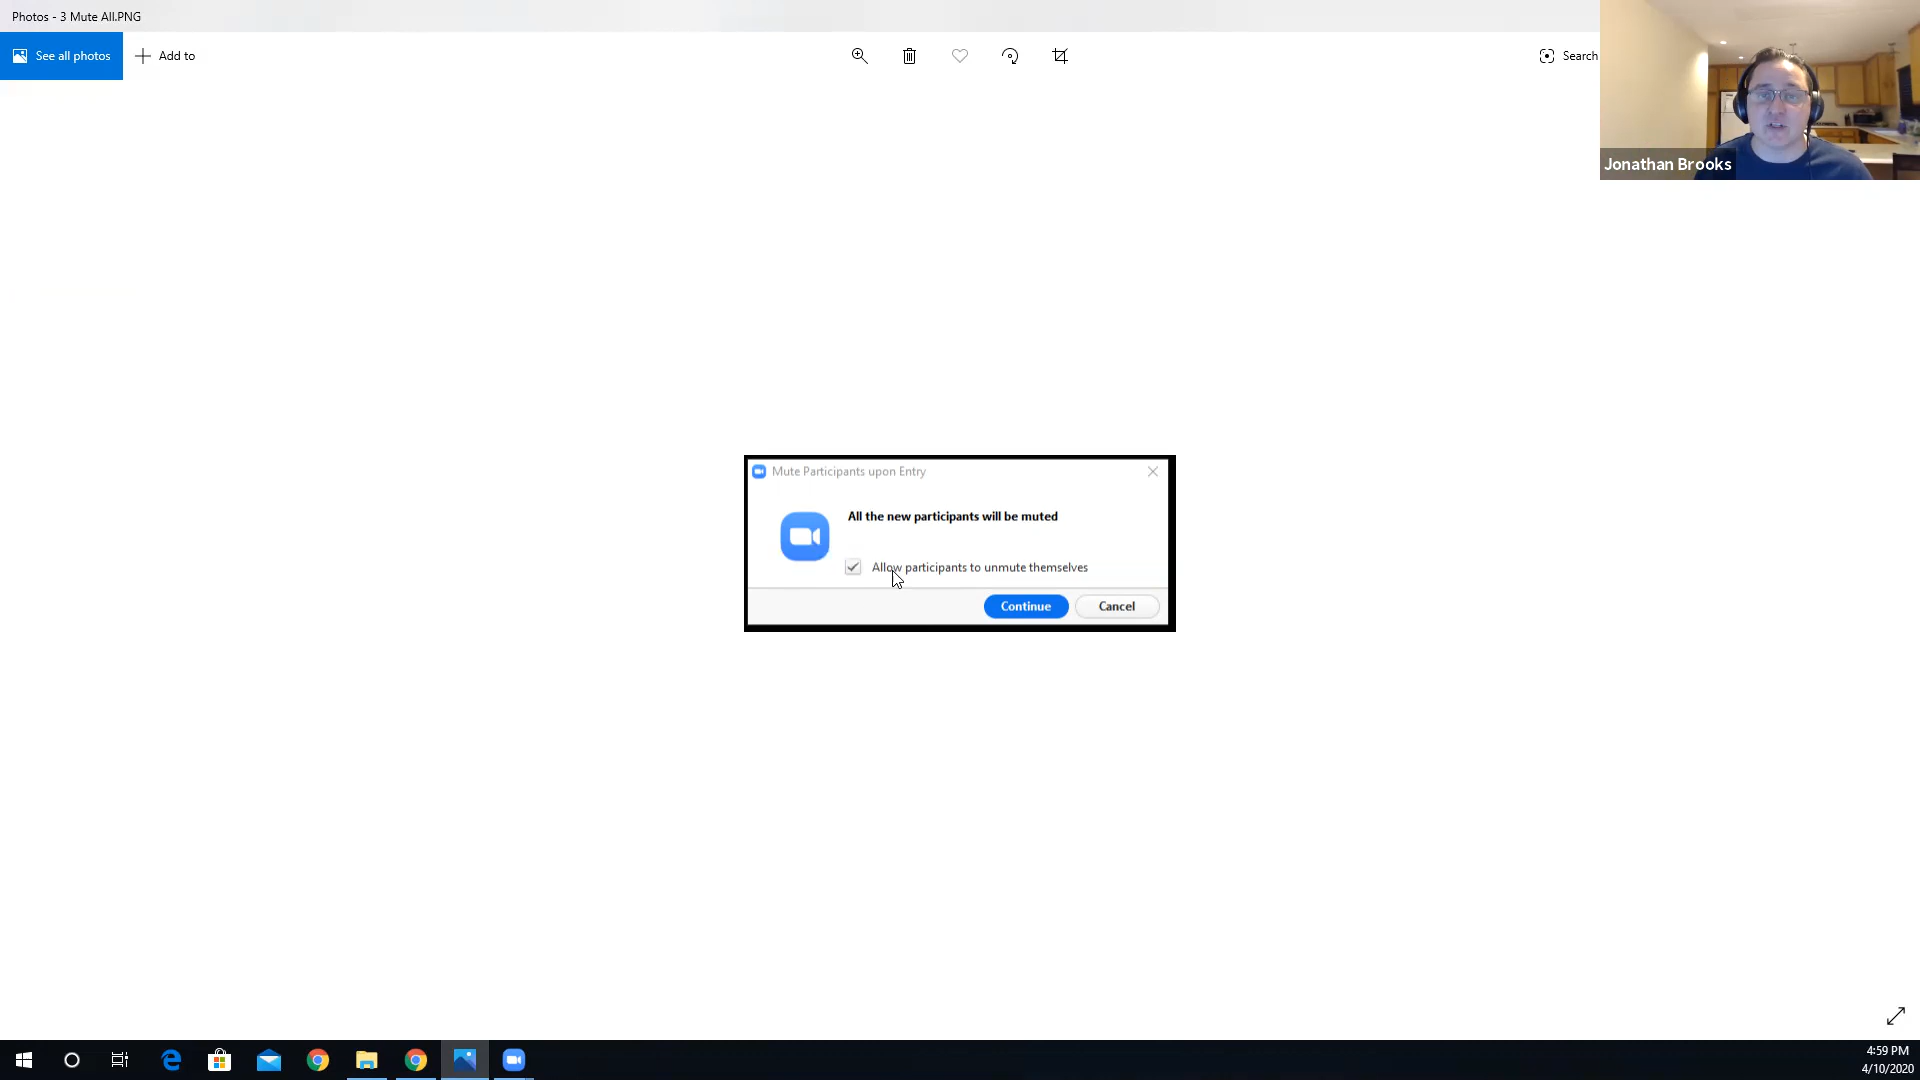 Photos - 3 Mute All.PNG
See all photos
Add to
Search
Jonathan Brooks
Mute Participants upon Entry
All the new participants will be muted
Allow participants to unmute themselves
Continue
Cancel
4:59 PM
4/10/2020